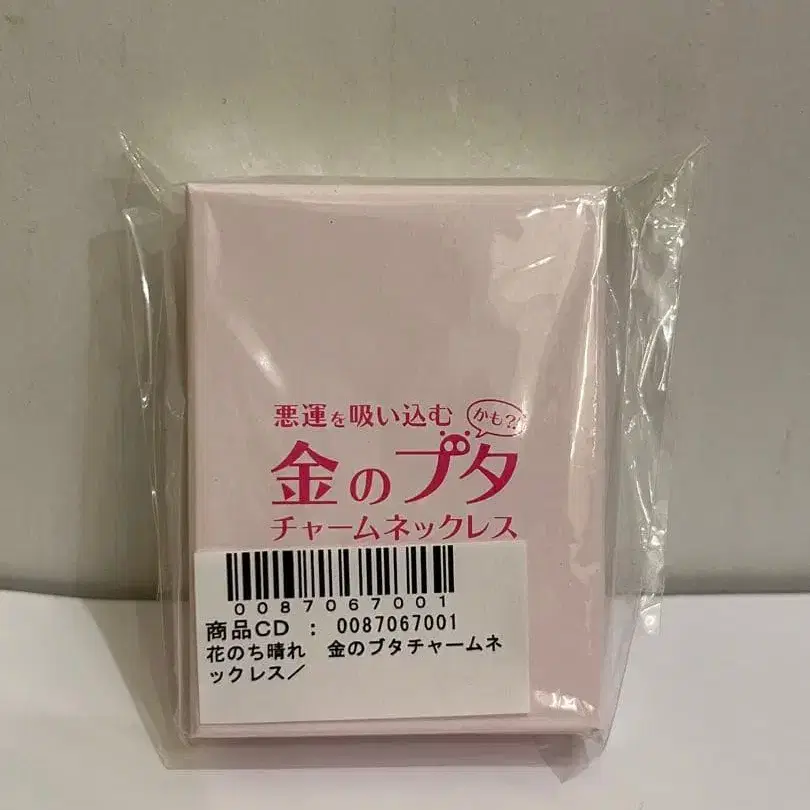 悪運を吸い込む
かも?
金のブタ
チャームネックレス
0087067001
商品CD : 0087067001
花のち晴れ 金のブタチャームネ
ックレス/